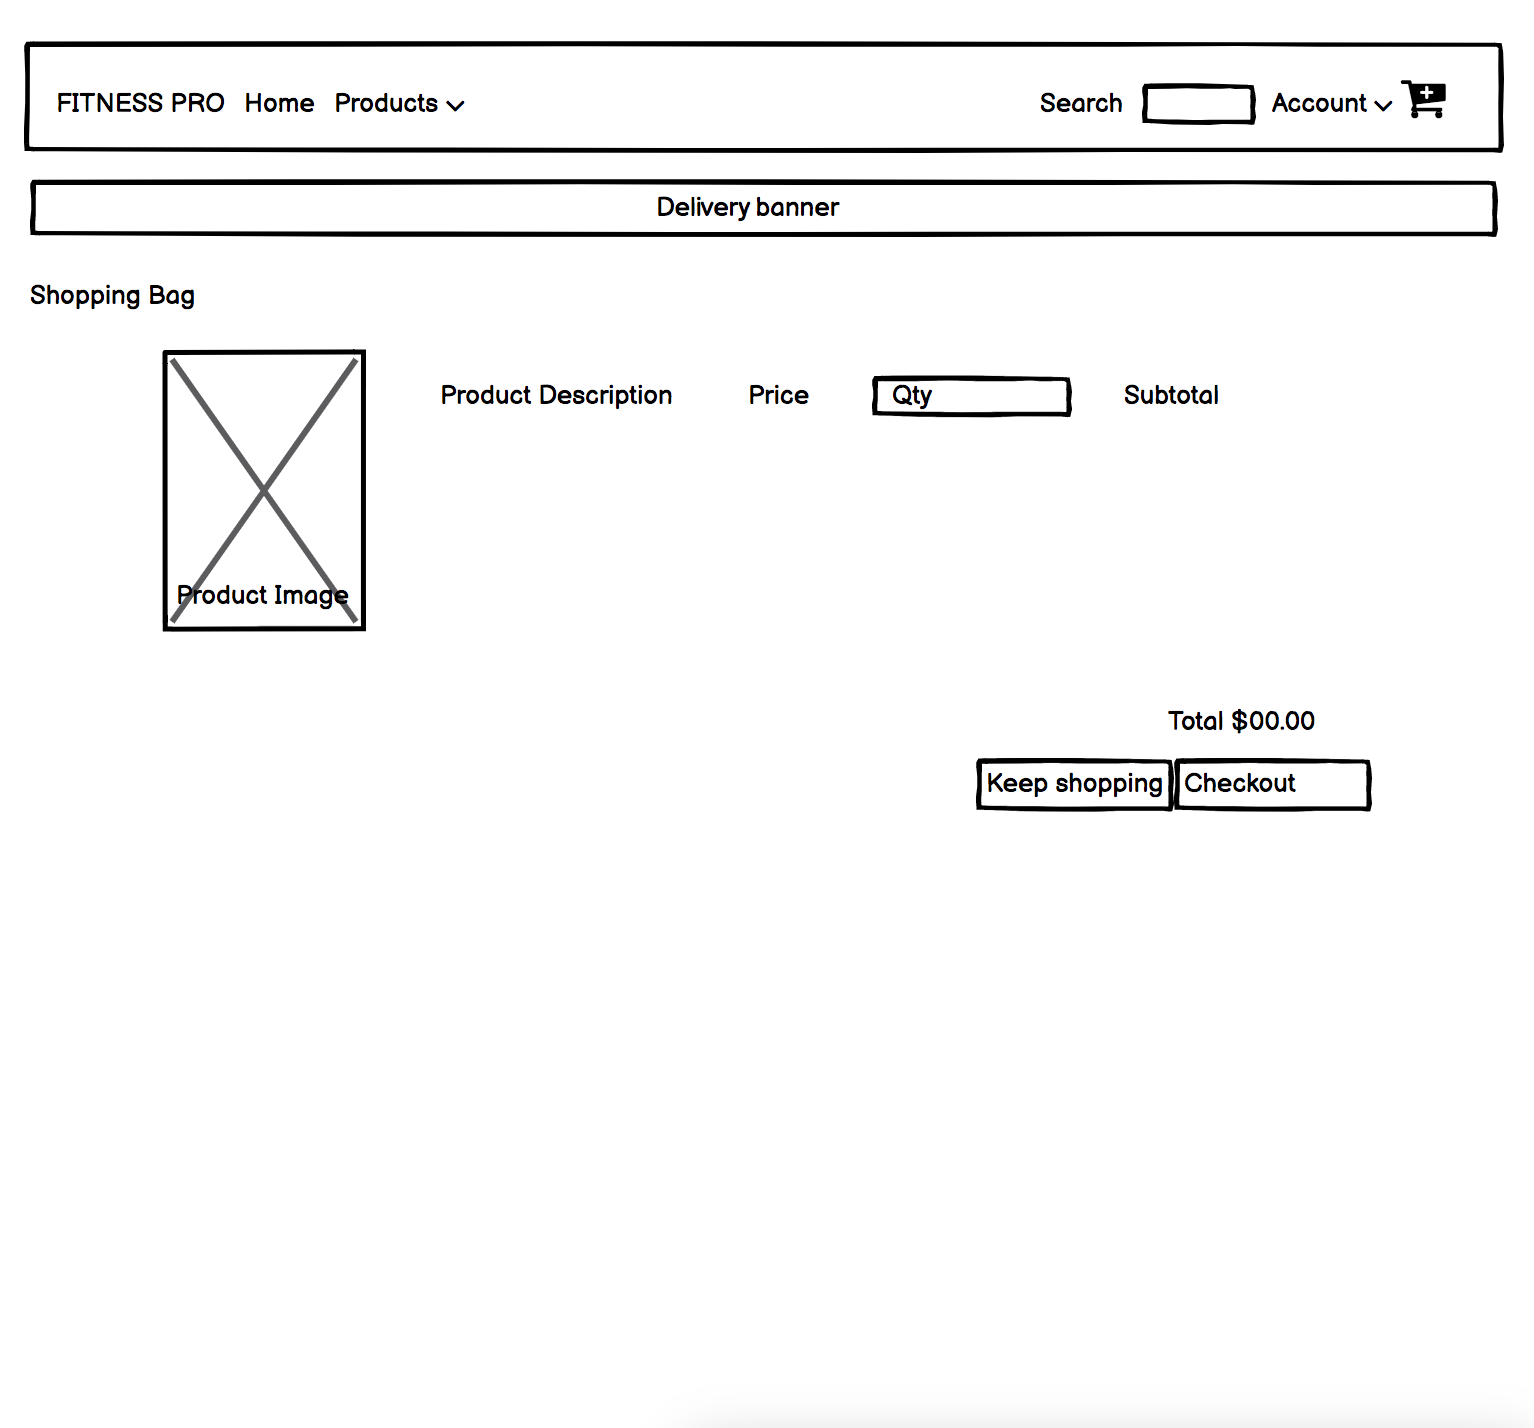 FITNESS PRO Home Products Search Account
Delivery banner
Shopping Bag
Product Description Price Qty Subtotal
Product Image
Total $00.00
Keep shopping Checkout